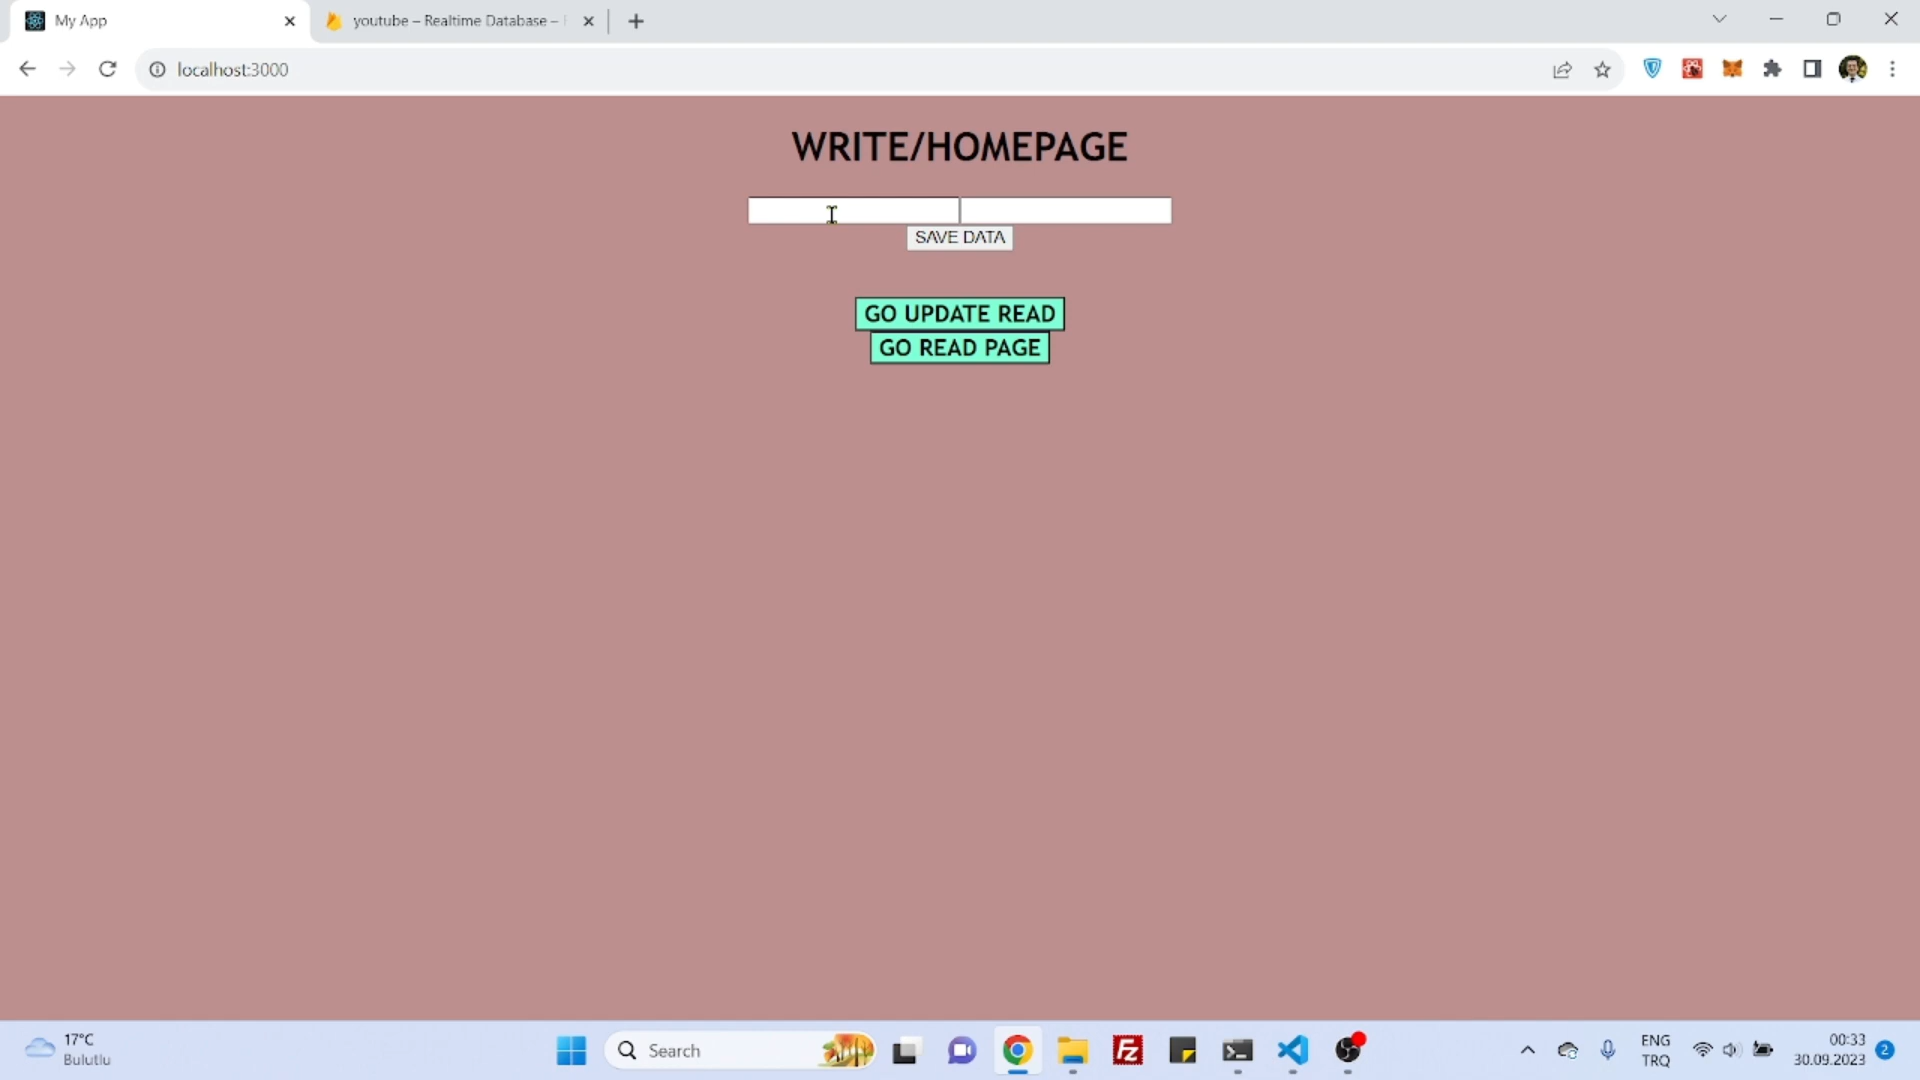 My App
youtube – Realtime Database –
localhost:3000
WRITE/HOMEPAGE
SAVE DATA
GO UPDATE READ
GO READ PAGE
17°C
Bulutlu
Search
Fz
ENG
TRQ
00:33
30.09.2023
2